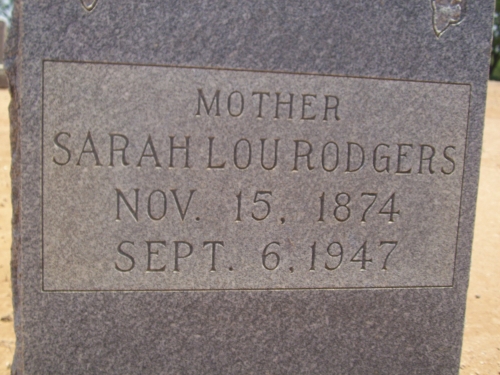 MOTHER
SARAH LOU RODGERS
NOV. 15, 1874
SEPT. 6, 1947